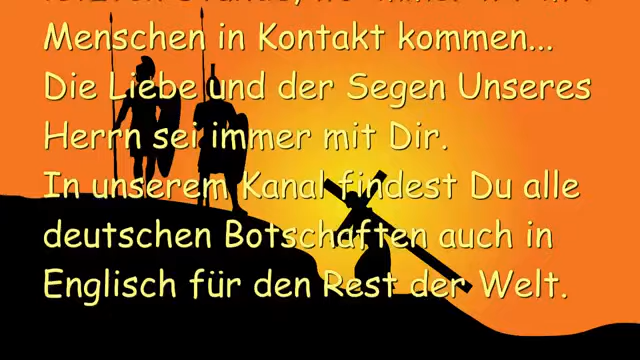 Menschen in Kontakt kommen...
Die Liebe und der Segen Unseres
Herrn sei immer mit Dir.
In unserem Kanal findest Du alle
deutschen Botschaften auch in
Englisch für den Rest der Welt.